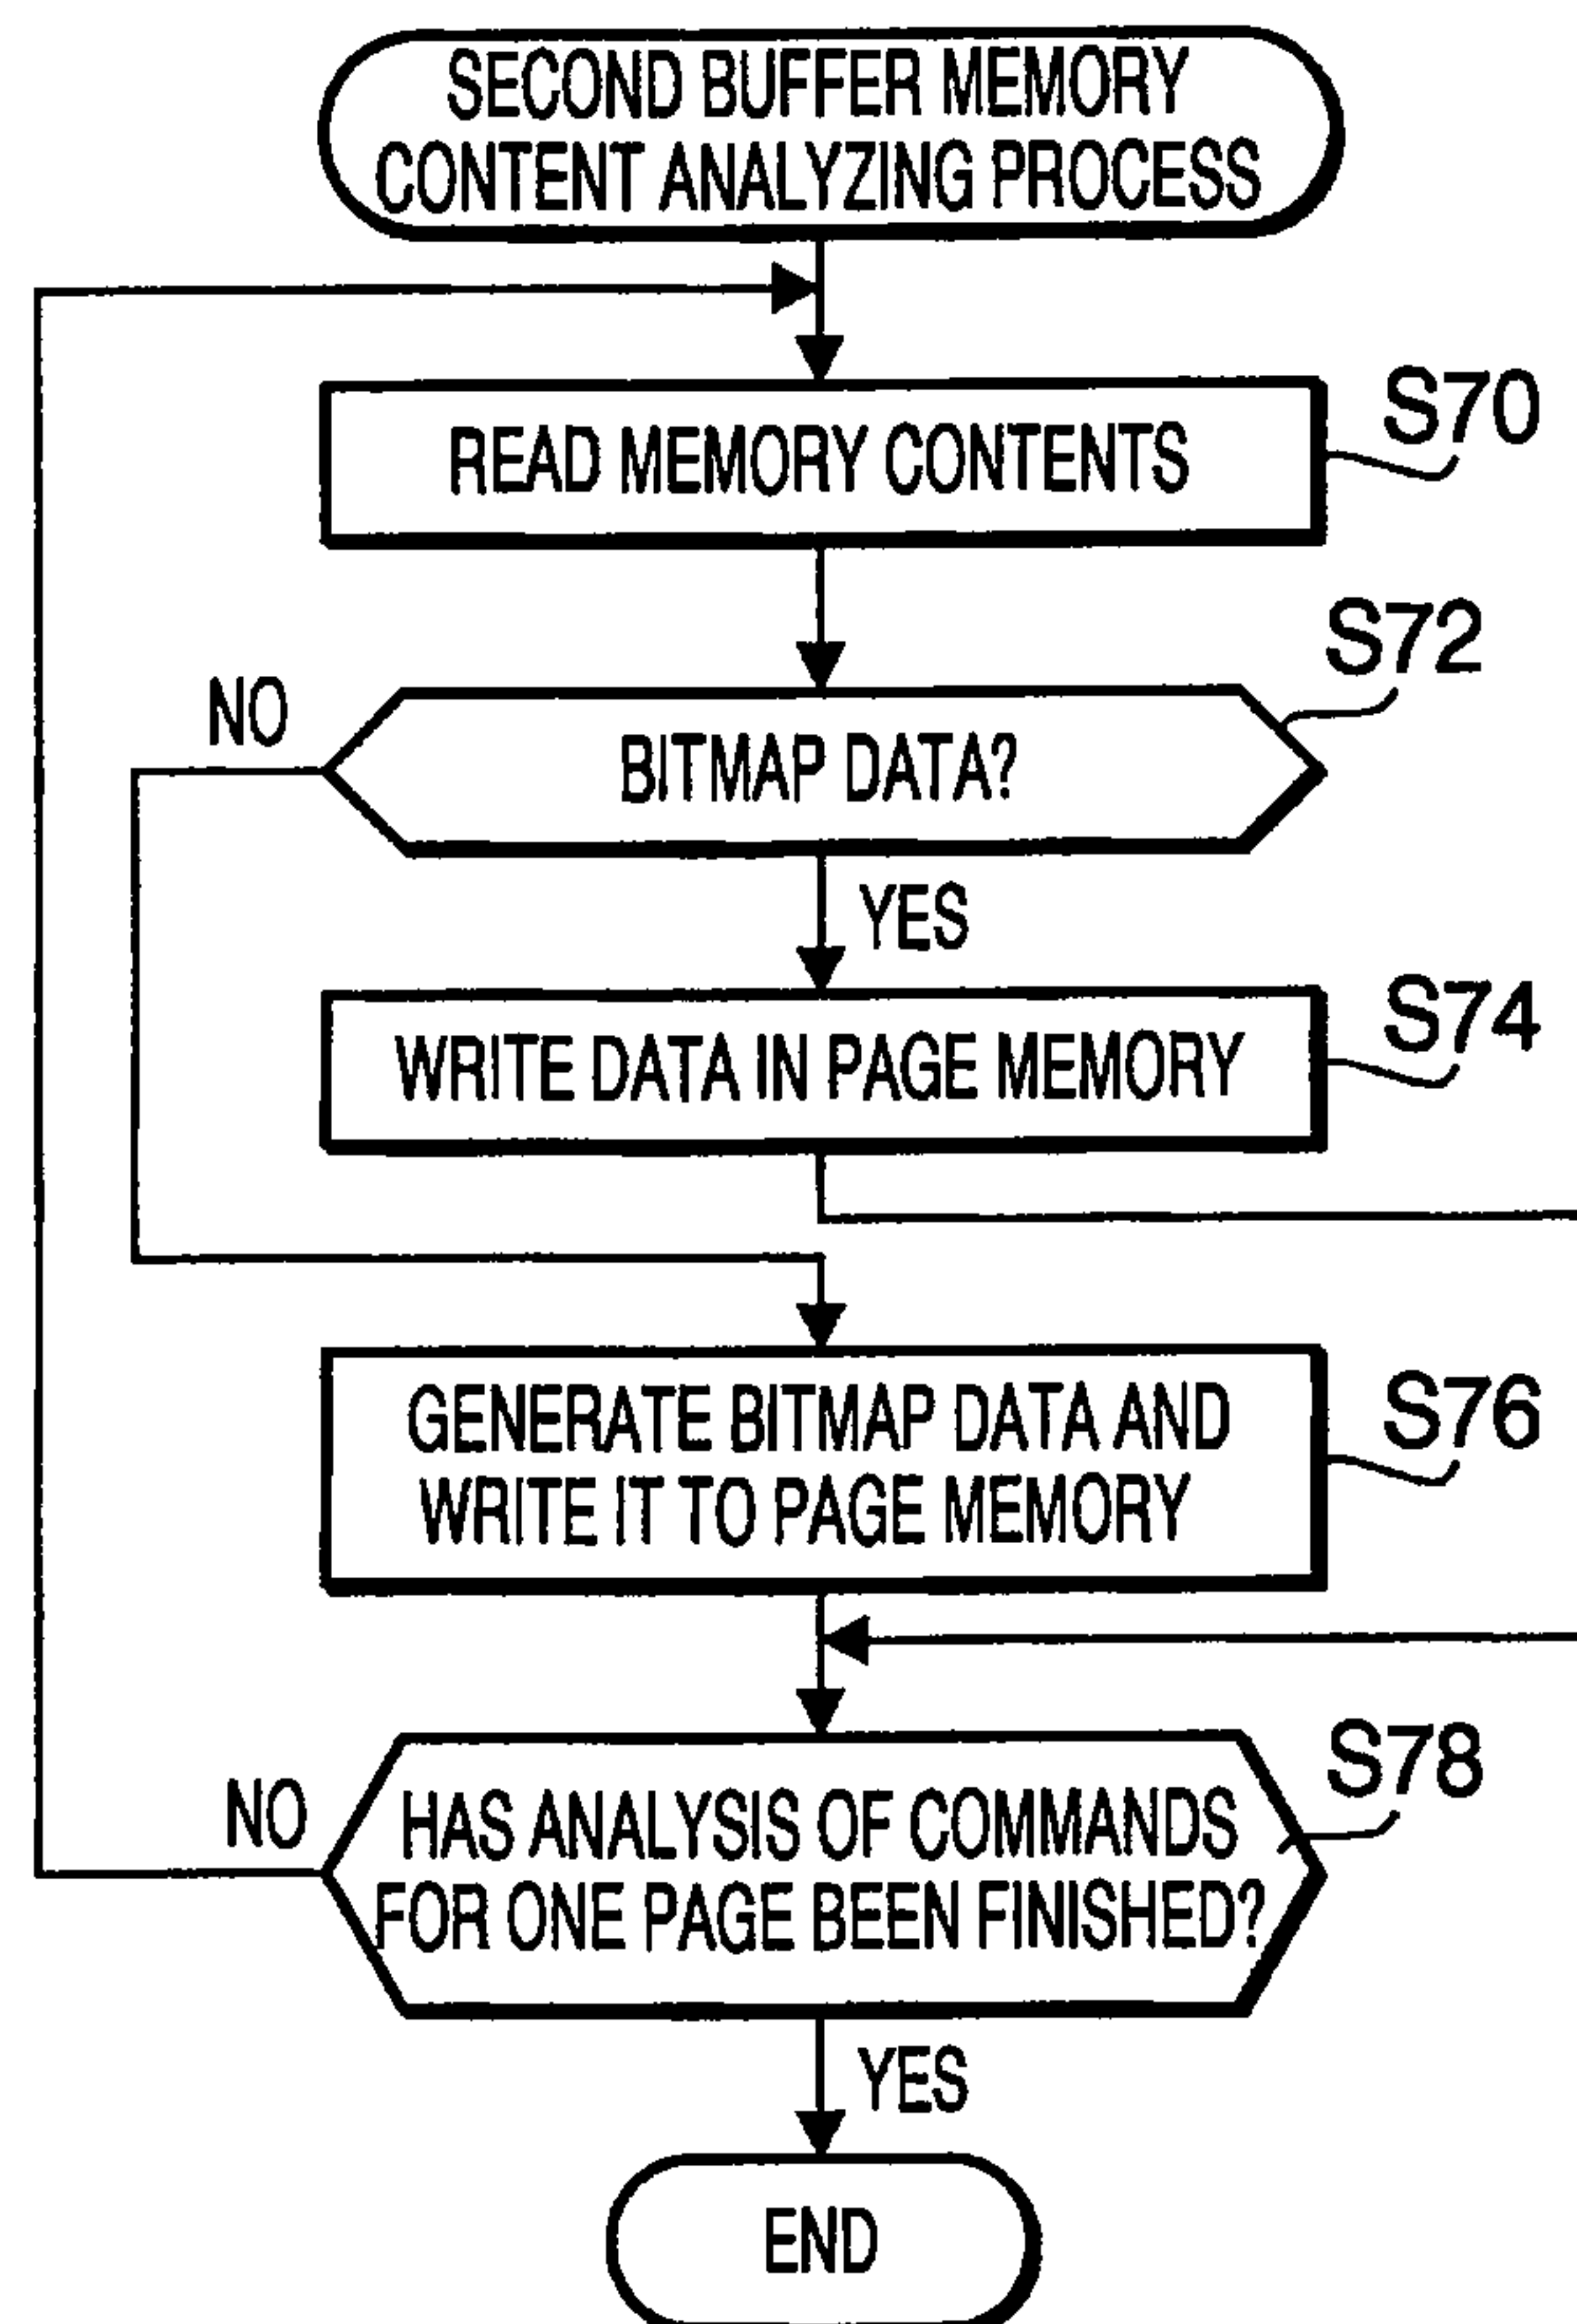 SECOND BUFFER MEMORY
CONTENT ANALYZING PROCESS
READ MEMORY CONTENTS
S70
S72
NO
BITMAP DATA?
YES
WRITE DATA IN PAGE MEMORY
S74
GENERATE BITMAP DATA AND
WRITE IT TO PAGE MEMORY
S76
S78
NO
HAS ANALYSIS OF COMMANDS
FOR ONE PAGE BEEN FINISHED?
YES
END